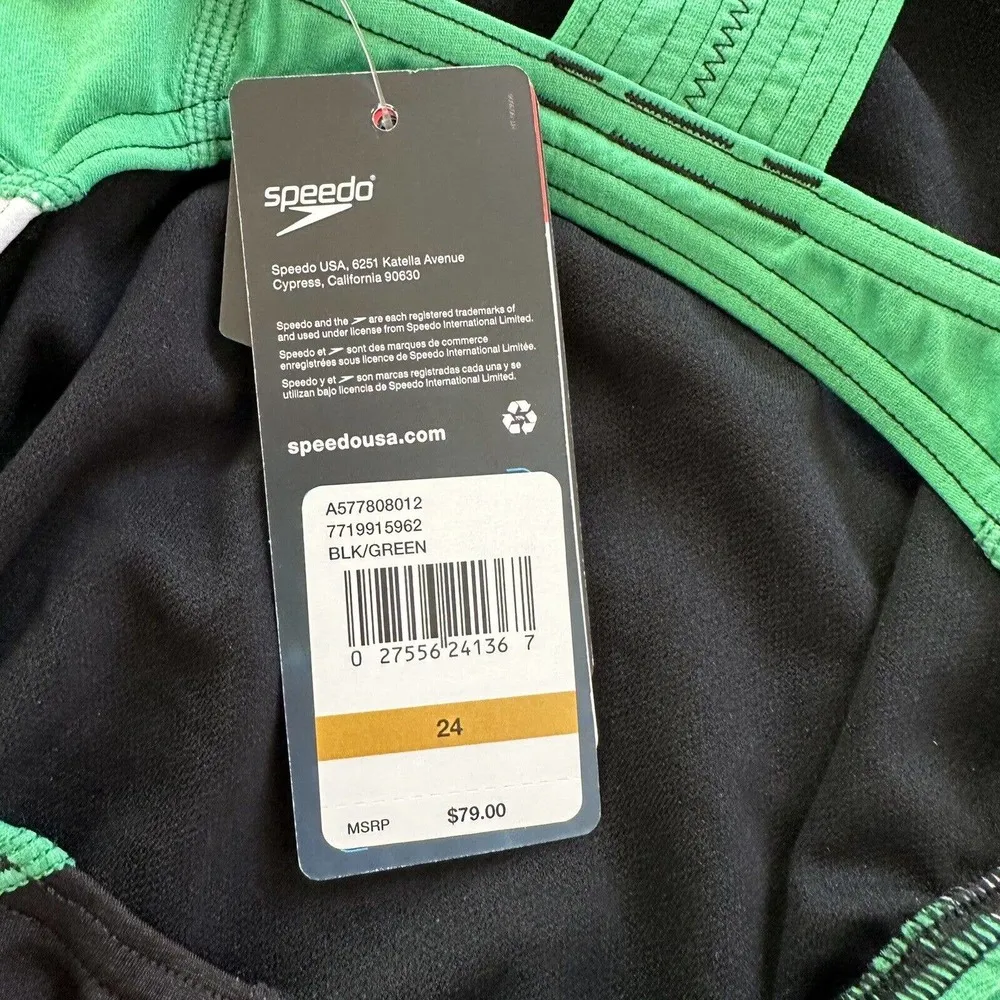 speedo®
Speedo USA, 6251 Katella Avenue
Cypress, California 90630
Speedo and the are each registered trademarks of
and used under license from Speedo International Limited.
Speedo et sont des marques de commerce
enregistrées sous licence de Speedo International Limitée.
Speedo y et son marcas registradas cada una y se
utilizan bajo licencia de Speedo International Limited.
speedousa.com
A577808012
7719915962
BLK/GREEN
0 27556 24136 7
24
MSRP $79.00